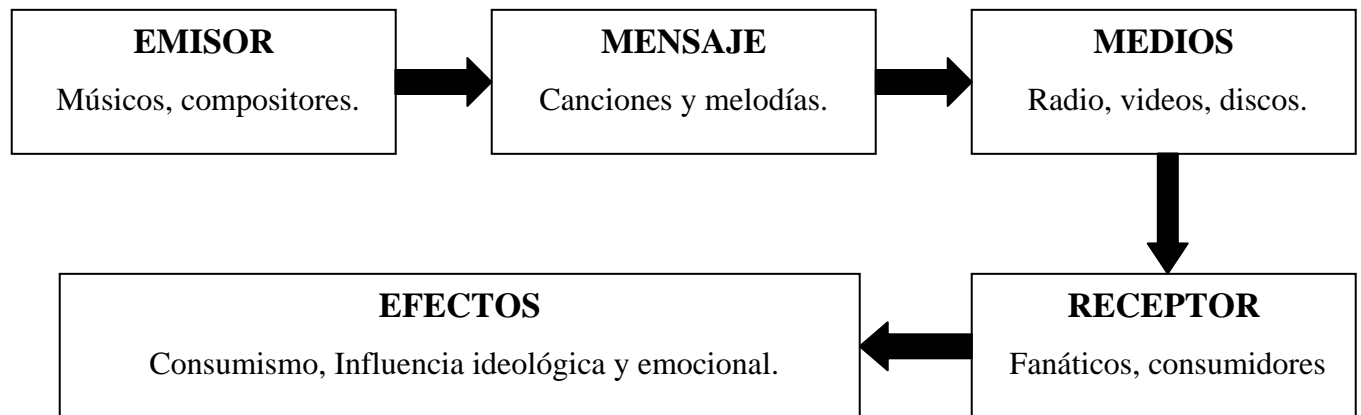 EMISOR
Músicos, compositores.
MENSAJE
Canciones y melodías.
MEDIOS
Radio, videos, discos.
RECEPTOR
Fanáticos, consumidores
EFECTOS
Consumismo, Influencia ideológica y emocional.